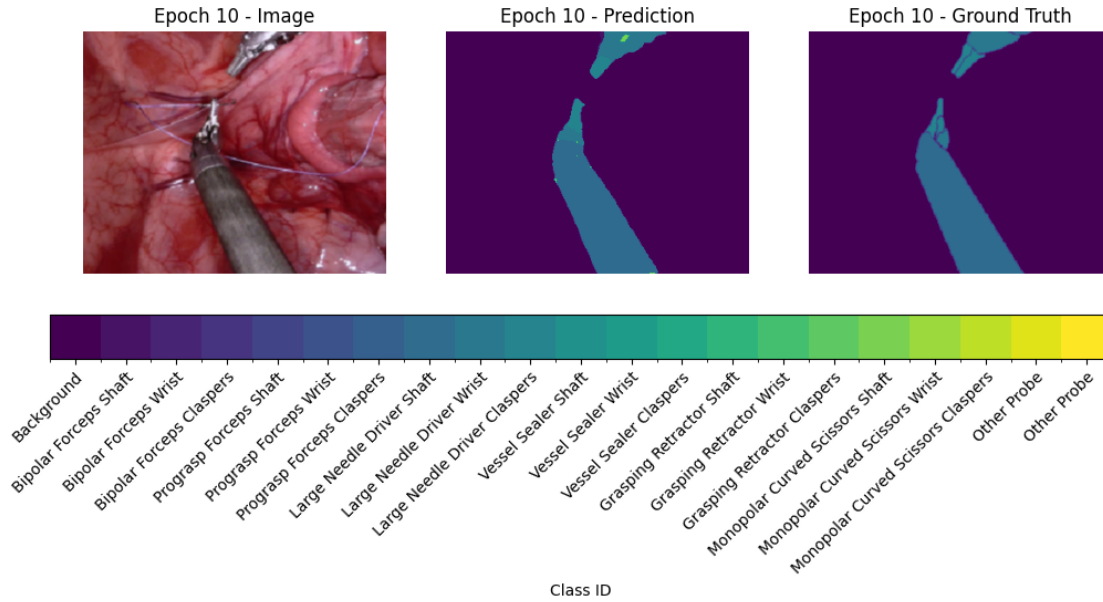 Epoch 10 - Image
Epoch 10 - Prediction
Epoch 10 - Ground Truth
Background
Bipolar Forceps Shaft
Bipolar Forceps Wrist
Bipolar Forceps Claspers
Prograsp Forceps Shaft
Prograsp Forceps Wrist
Prograsp Forceps Claspers
Large Needle Driver Shaft
Large Needle Driver Wrist
Large Needle Driver Claspers
Vessel Sealer Shaft
Vessel Sealer Wrist
Vessel Sealer Claspers
Grasping Retractor Shaft
Grasping Retractor Wrist
Grasping Retractor Claspers
Monopolar Curved Scissors Shaft
Monopolar Curved Scissors Wrist
Monopolar Curved Scissors Claspers
Other Probe
Other Probe
Class ID